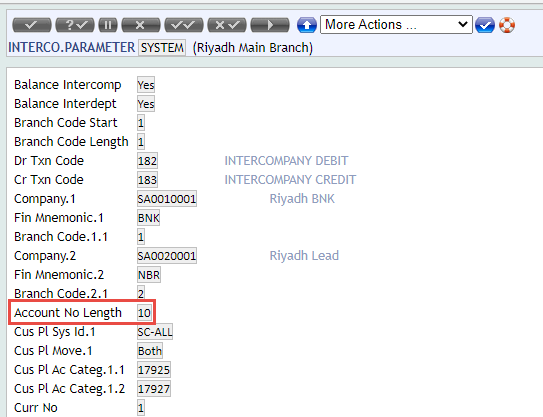 More Actions ...
INTERCO.PARAMETER SYSTEM (Riyadh Main Branch)
Balance Intercomp Yes
Balance Interdept Yes
Branch Code Start 1
Branch Code Length 1
Dr Txn Code 182 INTERCOMPANY DEBIT
Cr Txn Code 183 INTERCOMPANY CREDIT
Company.1 SA0010001 Riyadh BNK
Fin Mnemonic.1 BNK
Branch Code.1.1 1
Company.2 SA0020001 Riyadh Lead
Fin Mnemonic.2 NBR
Branch Code.2.1 2
Account No Length 10
Cus Pl Sys Id.1 SC-ALL
Cus Pl Move.1 Both
Cus Pl Ac Categ.1.1 17925
Cus Pl Ac Categ.1.2 17927
Curr No 1